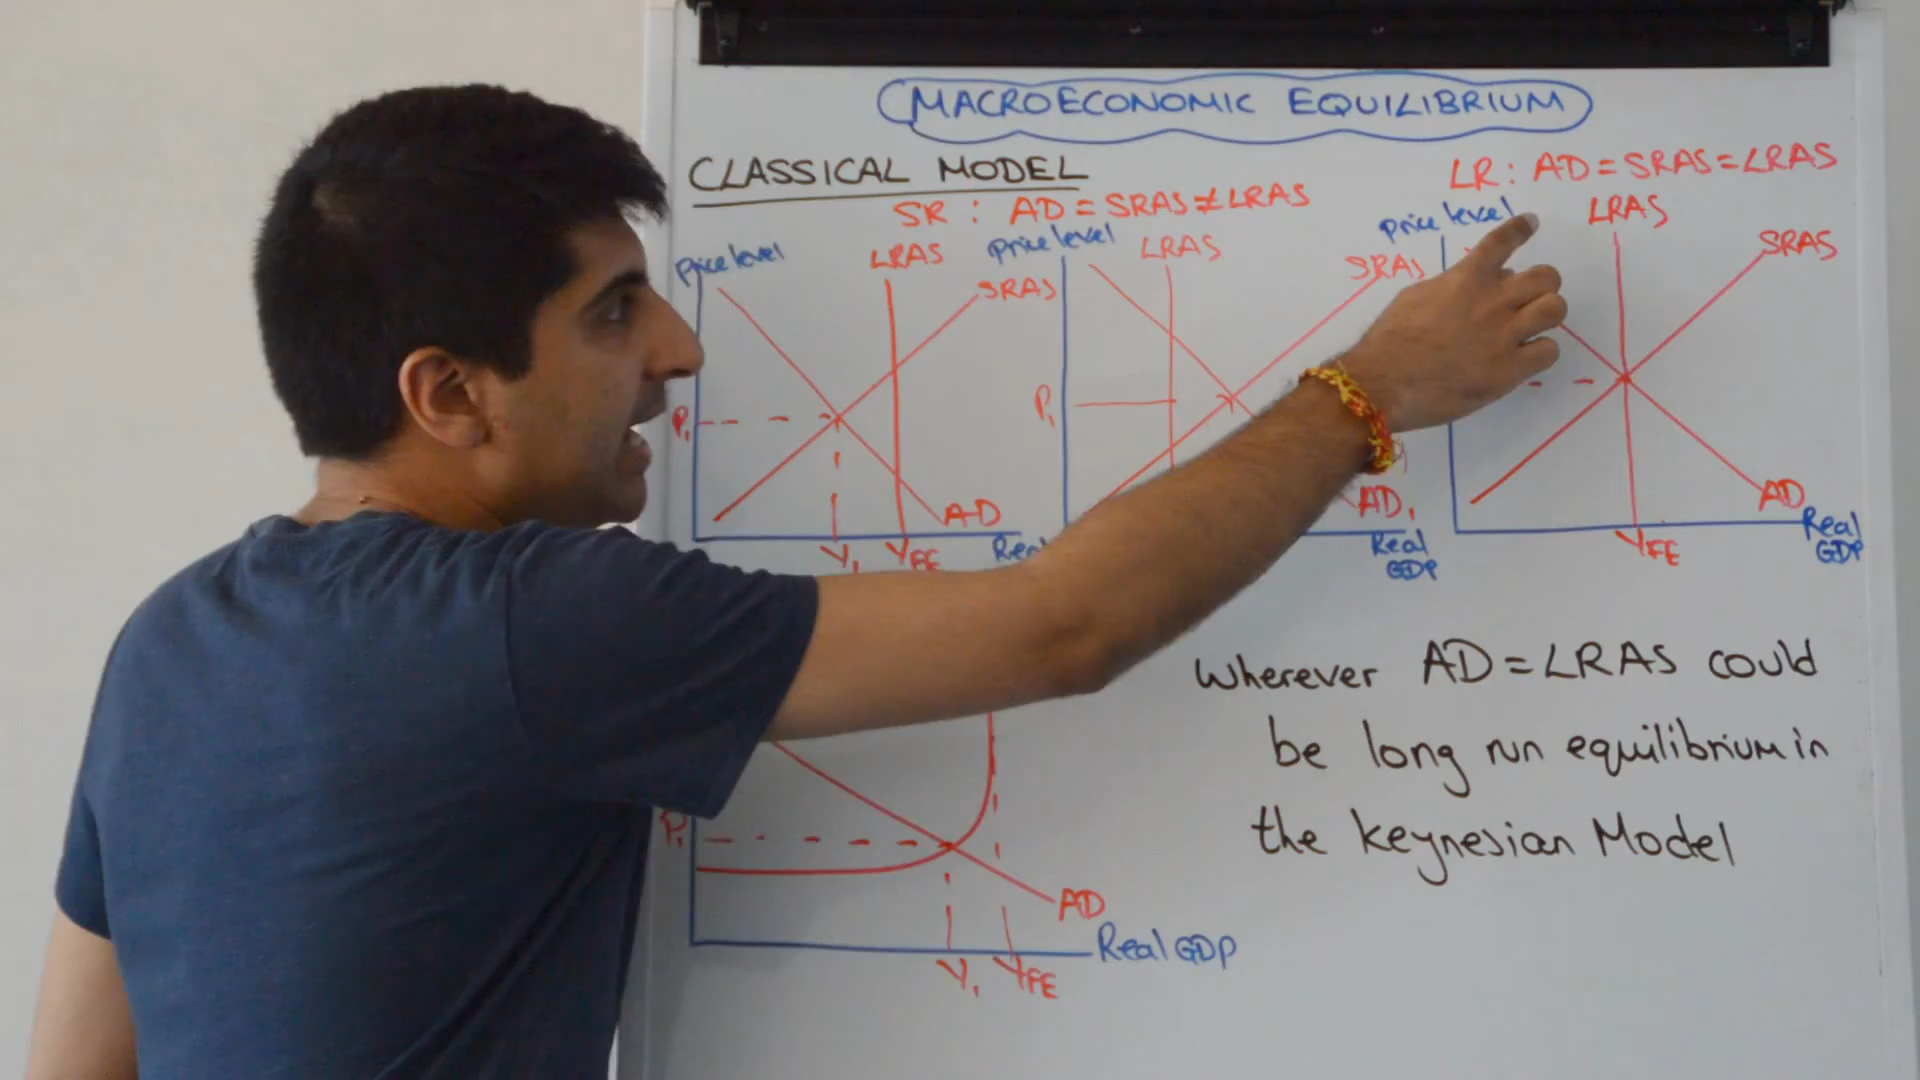 MACROECONOMIC EQUILIBRIUM
CLASSICAL MODEL
LR: AD = SRAS = LRAS
SR : AD = SRAS ≠ LRAS
Price level
LRAS
SRAS
P₁
AD
Y₁
YFE
Price level
LRAS
SRAS
P₁
AD₁
Real GDP
Price level
LRAS
SRAS
AD
YFE
Real GDP
Wherever AD = LRAS could
be long run equilibrium in
the keynesian Model
P₁
AD
Real GDP
Y₁
YFE